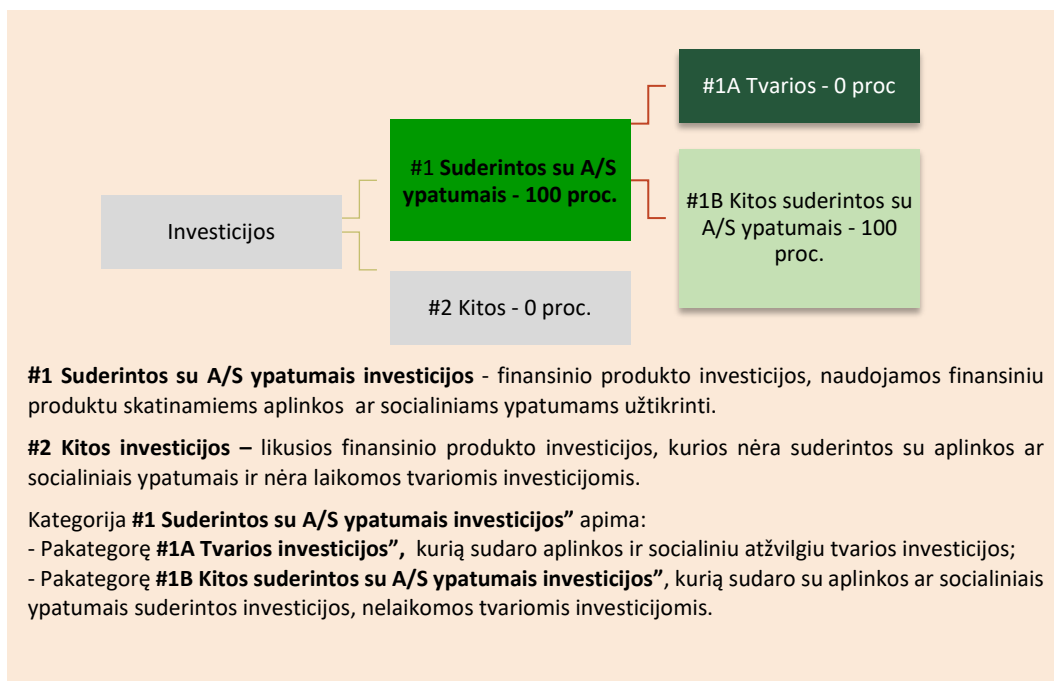 #1A Tvarios - 0 proc
#1 Suderintos su A/S
ypatumais - 100 proc.
#1B Kitos suderintos su
A/S ypatumais - 100
proc.
Investicijos
#2 Kitos - 0 proc.
#1 Suderintos su A/S ypatumais investicijos - finansinio produkto investicijos, naudojamos finansiniu
produktu skatinamiems aplinkos ar socialiniams ypatumams užtikrinti.
#2 Kitos investicijos – likusios finansinio produkto investicijos, kurios nėra suderintos su aplinkos ar
socialiniais ypatumais ir nėra laikomos tvariomis investicijomis.
Kategorija #1 Suderintos su A/S ypatumais investicijos” apima:
- Pakategorę #1A Tvarios investicijos”, kurią sudaro aplinkos ir socialiniu atžvilgiu tvarios investicijos;
- Pakategorę #1B Kitos suderintos su A/S ypatumais investicijos”, kurią sudaro su aplinkos ar socialiniais
ypatumais suderintos investicijos, nelaikomos tvariomis investicijomis.